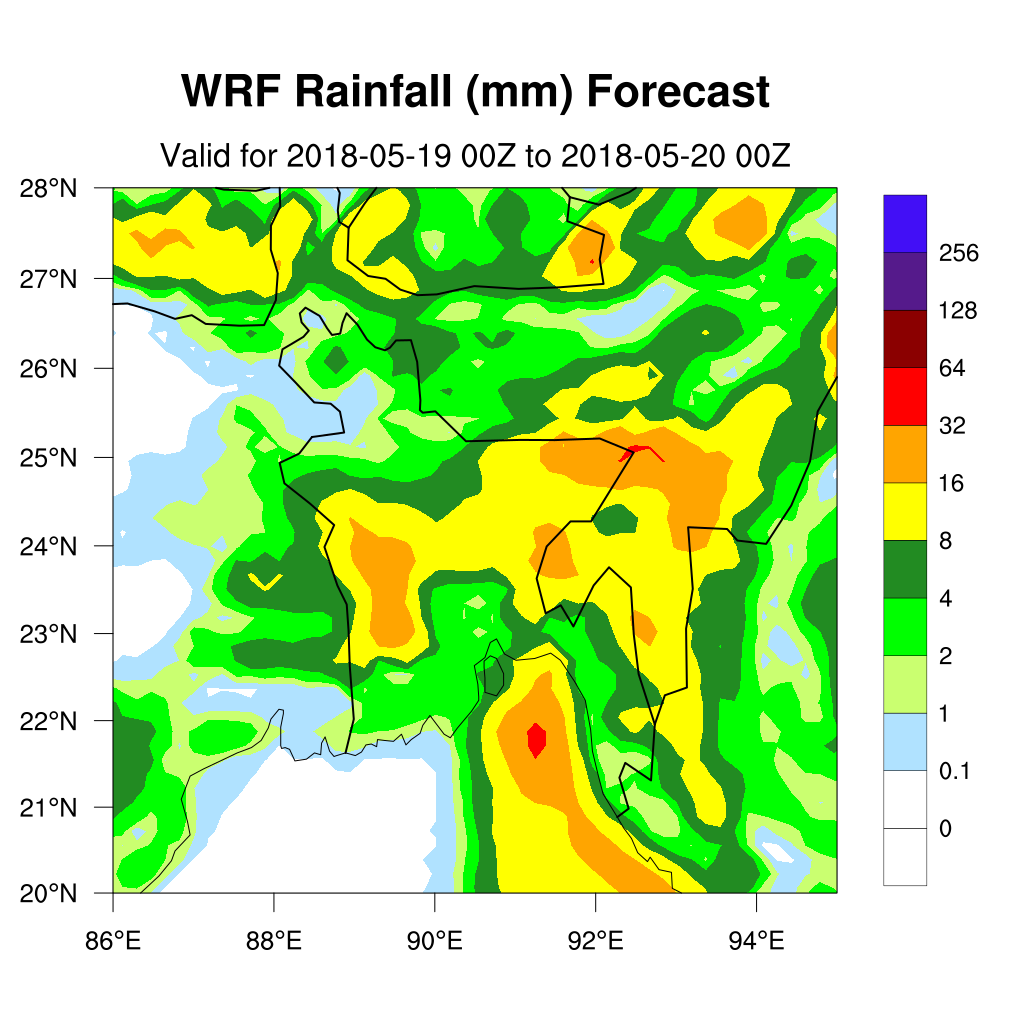 WRF Rainfall (mm) Forecast
Valid for 2018-05-19 00Z to 2018-05-20 00Z
28°N
27°N
26°N
25°N
24°N
23°N
22°N
21°N
20°N
86°E 88°E 90°E 92°E 94°E
256
128
64
32
16
8
4
2
1
0.1
0